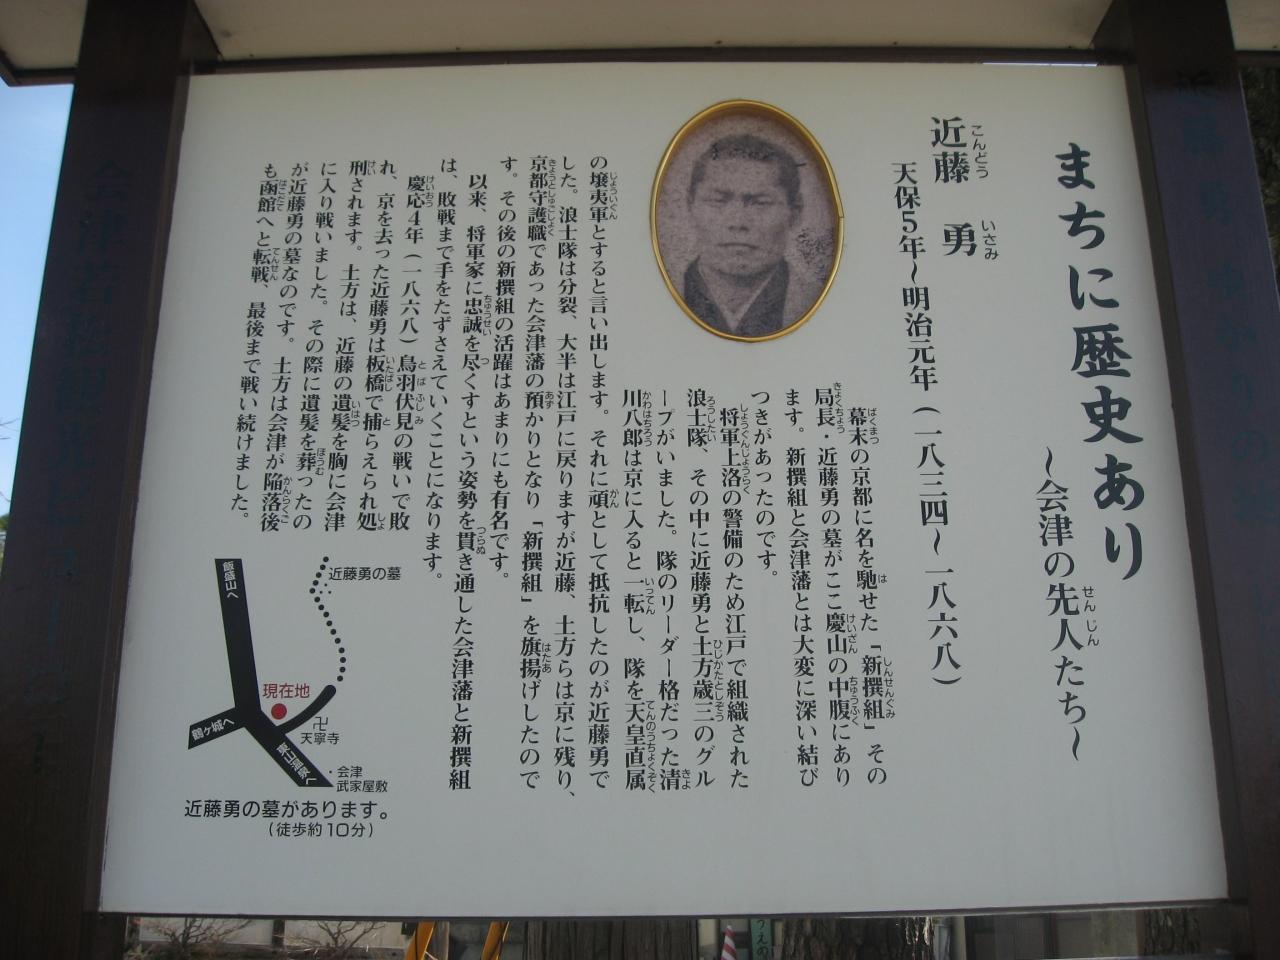 まちに歴史あり
～会津の先人たち～
近藤 勇
天保5年～明治元年（一八三四～一八六八）
幕末の京都に名を馳せた「新撰組」その
局長・近藤勇の墓がここ慶山の中腹にあり
ます。新撰組と会津藩とは大変に深い結び
つきがあったのです。
将軍上洛の警備のため江戸で組織された
浪士隊、その中に近藤勇と土方歳三のグル
ープがいました。隊のリーダー格だった清
川八郎は京に入ると一転し、隊を天皇直属
の壌夷軍とすると言い出します。それに頑として抵抗したのが近藤勇で
した。浪士隊は分裂、大半は江戸に戻りますが近藤、土方らは京に残り、
京都守護職であった会津藩の預かりとなり「新撰組」を旗揚げしたので
す。その後の新撰組の活躍はあまりにも有名です。
以来、将軍家に忠誠を尽くすという姿勢を貫き通した会津藩と新撰組
は、敗戦まで手をたずさえていくことになります。
慶応4年（一八六八）鳥羽伏見の戦いで敗
れ、京を去った近藤勇は板橋で捕らえられ処
刑されます。土方は、近藤の遺髪を胸に会津
に入り戦いました。その際に遺髪を葬ったの
が近藤勇の墓なのです。土方は会津が陥落後
も函館へと転戦、最後まで戦い続けました。
飯盛山へ
近藤勇の墓
現在地
鶴ヶ城へ
卍
天寧寺
東山温泉へ
・会津
武家屋敷
近藤勇の墓があります。
（徒歩約10分）